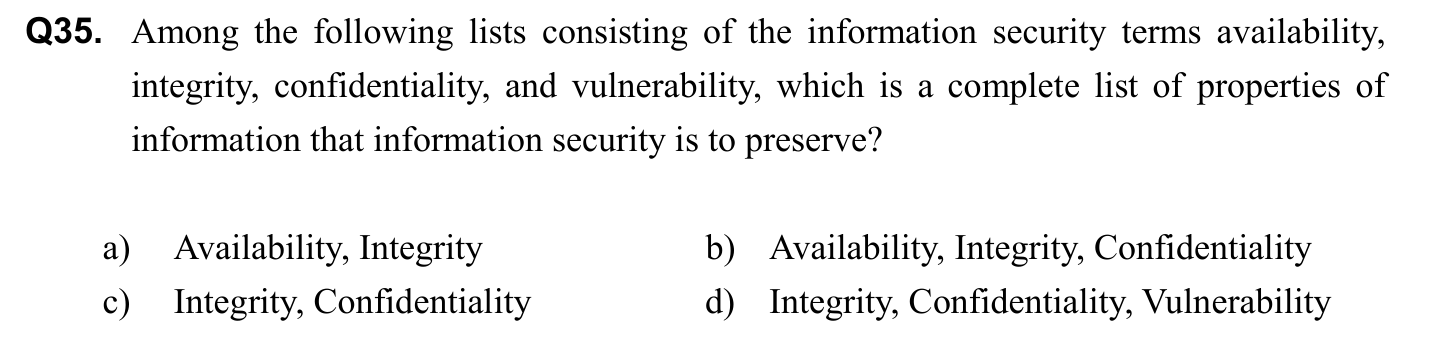 Q35. Among the following lists consisting of the information security terms availability,
integrity, confidentiality, and vulnerability, which is a complete list of properties of
information that information security is to preserve?
a) Availability, Integrity b) Availability, Integrity, Confidentiality
c) Integrity, Confidentiality d) Integrity, Confidentiality, Vulnerability